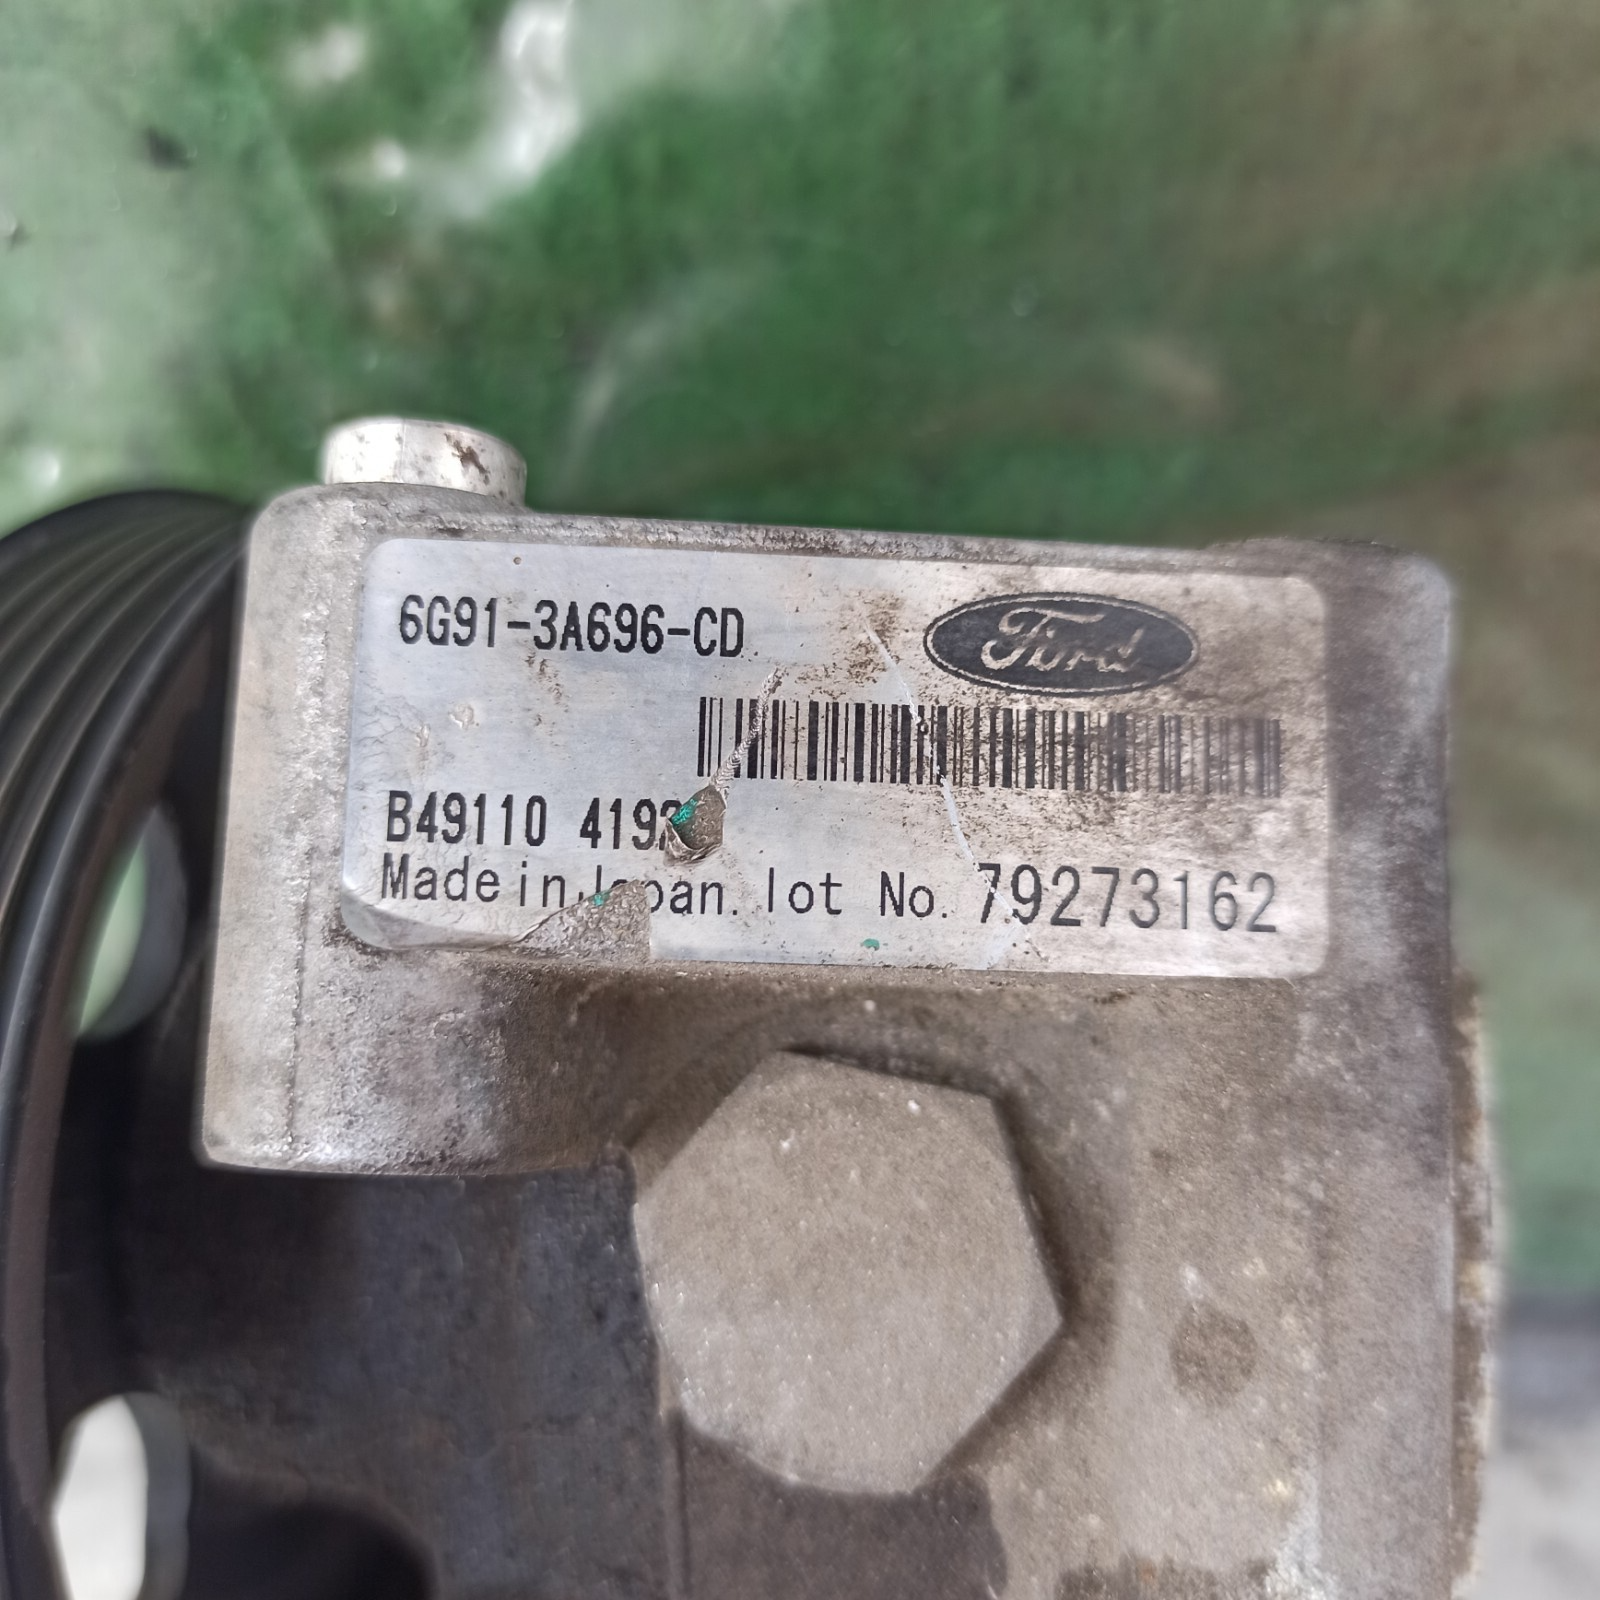 6G91-3A696-CD
Ford
B49110
Made in Japan. lot No. 79273162